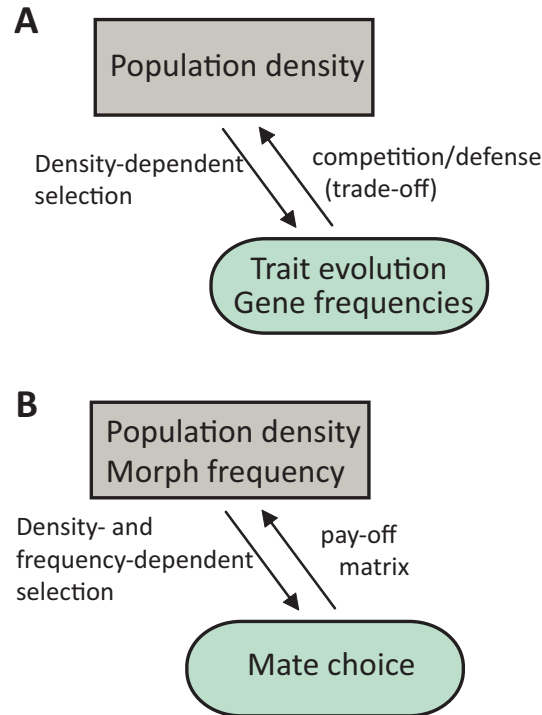 A
Population density
Density-dependent
selection
competition/defense
(trade-off)
Trait evolution
Gene frequencies
B
Population density
Morph frequency
Density- and
frequency-dependent
selection
pay-off
matrix
Mate choice